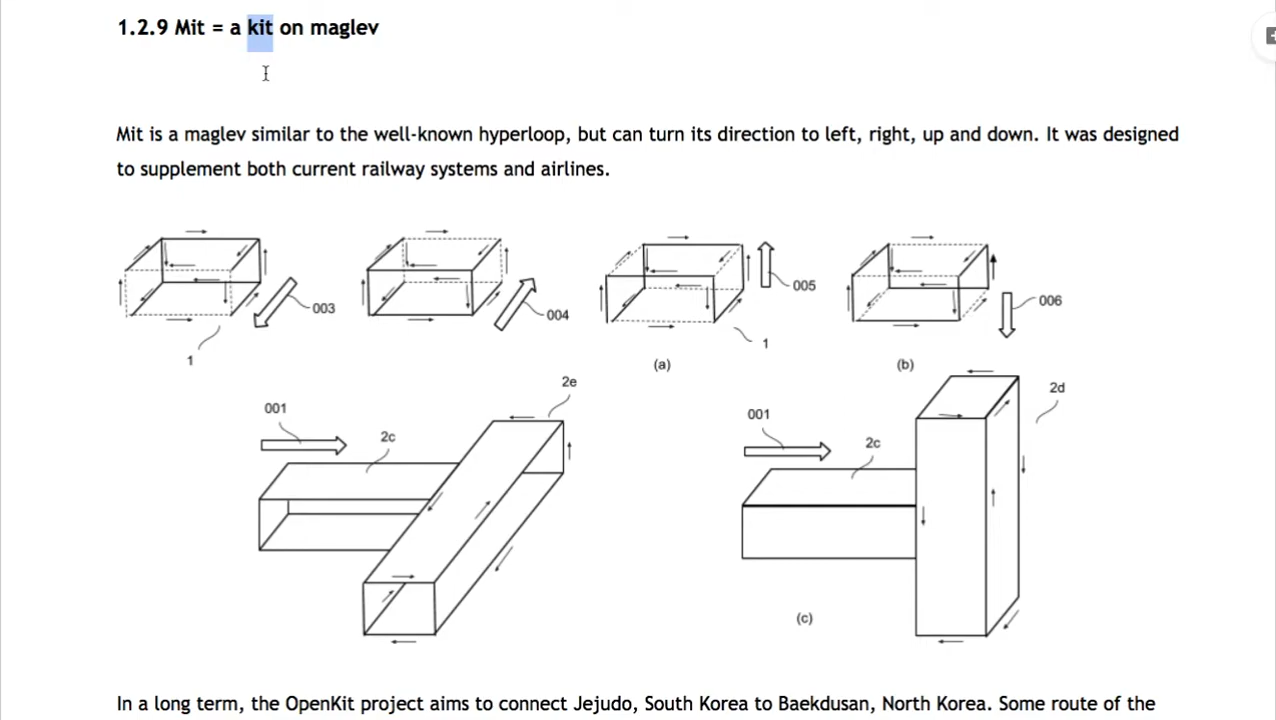 1.2.9 Mit = a kit on maglev
Mit is a maglev similar to the well-known hyperloop, but can turn its direction to left, right, up and down. It was designed
to supplement both current railway systems and airlines.
003
004
005
006
1
1
(a)
(b)
2e
2d
001
2c
001
2c
(c)
In a long term, the OpenKit project aims to connect Jejudo, South Korea to Baekdusan, North Korea. Some route of the